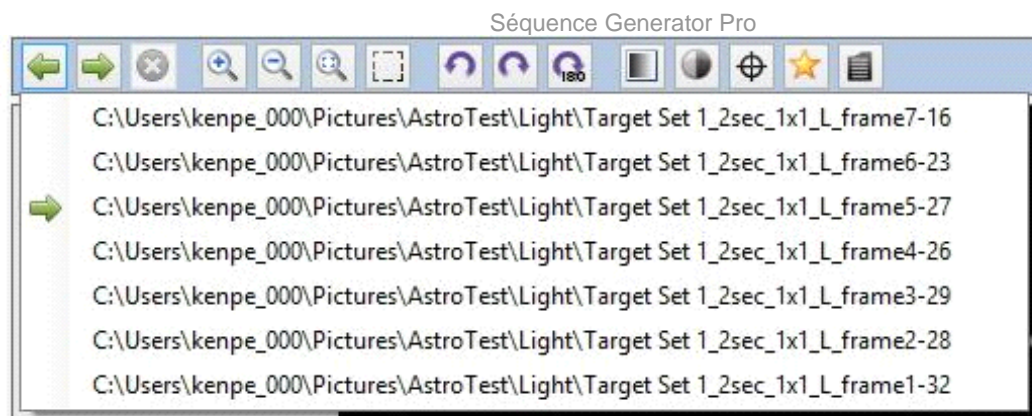 Séquence Generator Pro
180
C:\Users\kenpe_000\Pictures\AstroTest\Light\Target Set 1_2sec_1x1_L_frame7-16
C:\Users\kenpe_000\Pictures\AstroTest\Light\Target Set 1_2sec_1x1_L_frame6-23
C:\Users\kenpe_000\Pictures\AstroTest\Light\Target Set 1_2sec_1x1_L_frame5-27
C:\Users\kenpe_000\Pictures\AstroTest\Light\Target Set 1_2sec_1x1_L_frame4-26
C:\Users\kenpe_000\Pictures\AstroTest\Light\Target Set 1_2sec_1x1_L_frame3-29
C:\Users\kenpe_000\Pictures\AstroTest\Light\Target Set 1_2sec_1x1_L_frame2-28
C:\Users\kenpe_000\Pictures\AstroTest\Light\Target Set 1_2sec_1x1_L_frame1-32